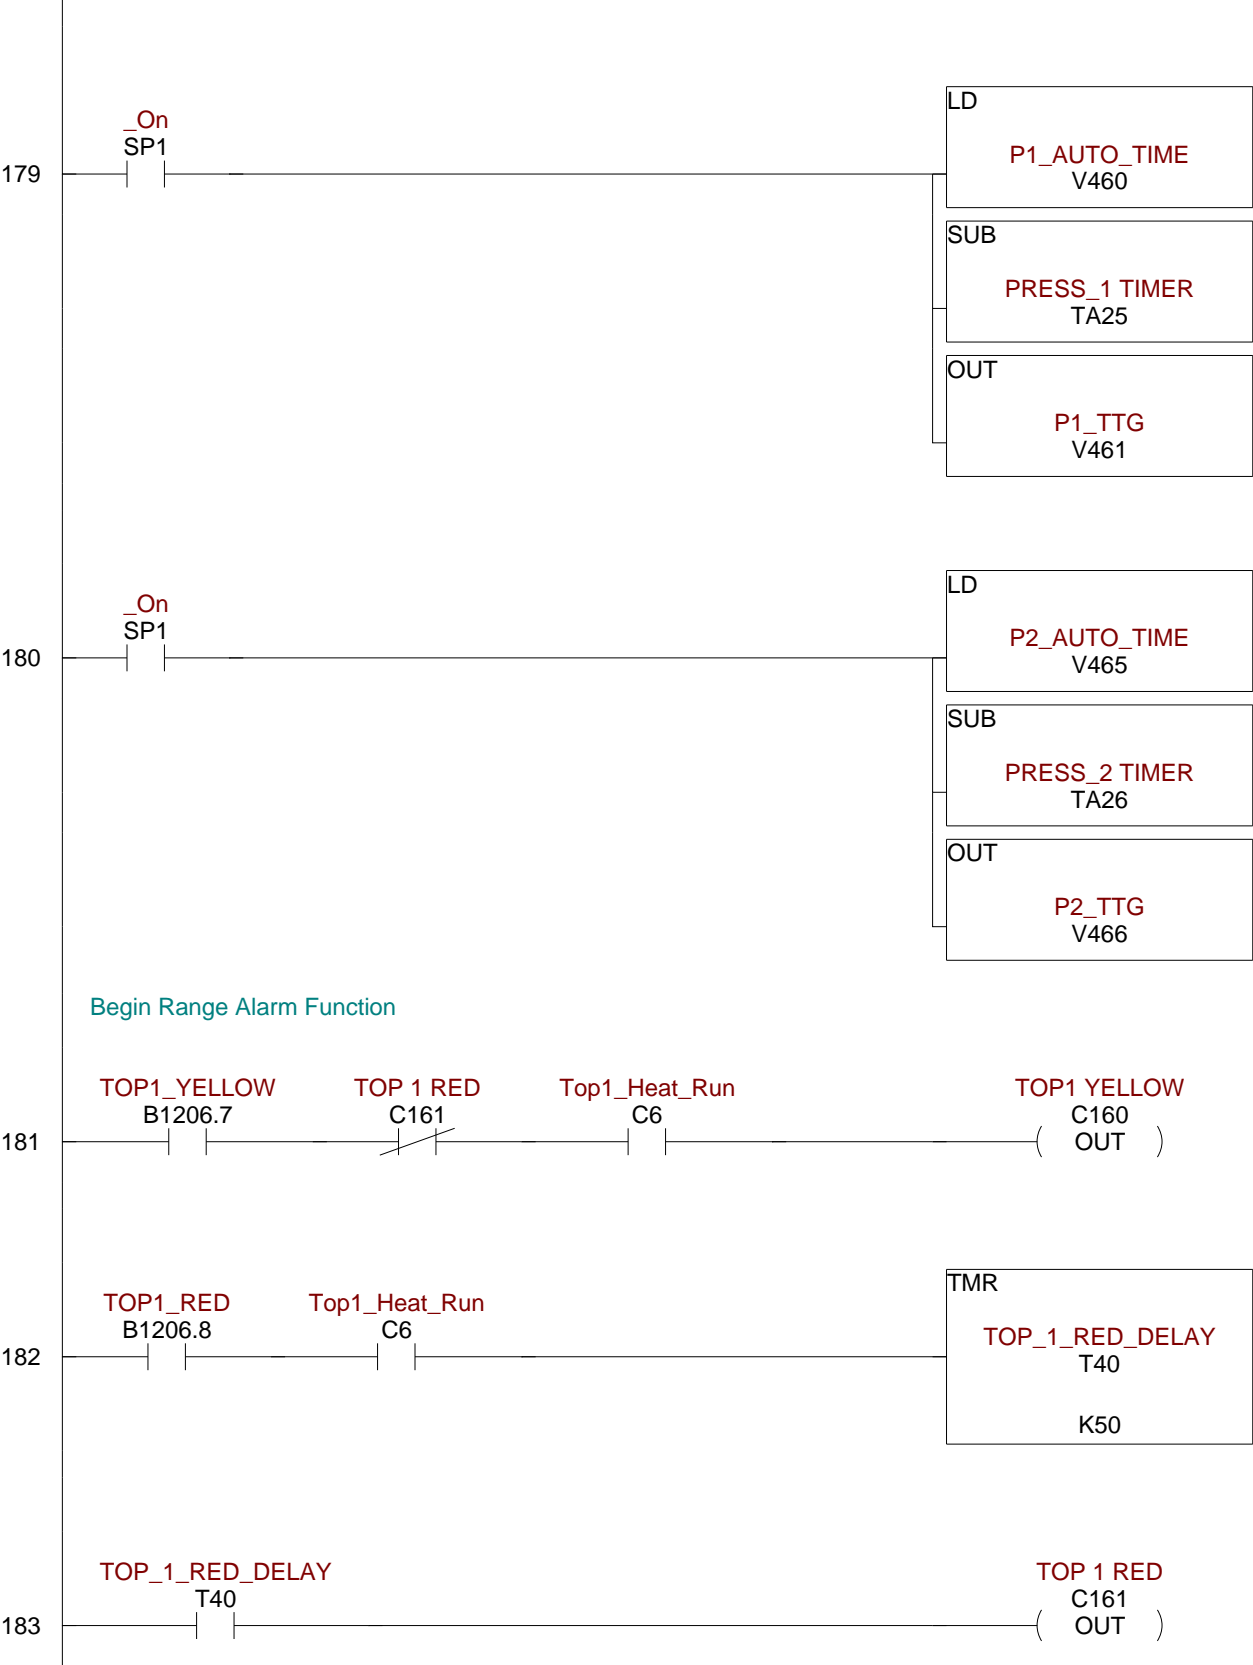 _On
SP1
179
LD
P1_AUTO_TIME
V460
SUB
PRESS_1 TIMER
TA25
OUT
P1_TTG
V461
_On
SP1
180
LD
P2_AUTO_TIME
V465
SUB
PRESS_2 TIMER
TA26
OUT
P2_TTG
V466
Begin Range Alarm Function
TOP1_YELLOW TOP 1 RED Top1_Heat_Run TOP1 YELLOW
B1206.7 C161 C6 C160
181 ( OUT )
TMR
TOP1_RED Top1_Heat_Run
B1206.8 C6
TOP_1_RED_DELAY
182 T40
K50
TOP_1_RED_DELAY TOP 1 RED
T40 C161
183 ( OUT )